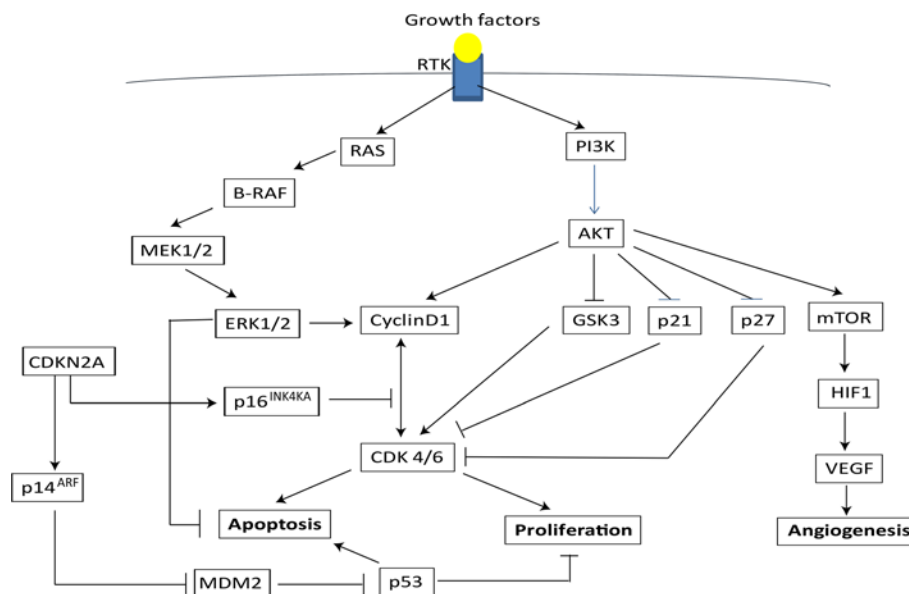 Growth factors
RTK
RAS
PI3K
B-RAF
MEK1/2
AKT
ERK1/2
CyclinD1
GSK3
p21
p27
mTOR
CDKN2A
p16INK4KA
HIF1
CDK 4/6
VEGF
p14ARF
Apoptosis
Proliferation
Angiogenesis
MDM2
p53